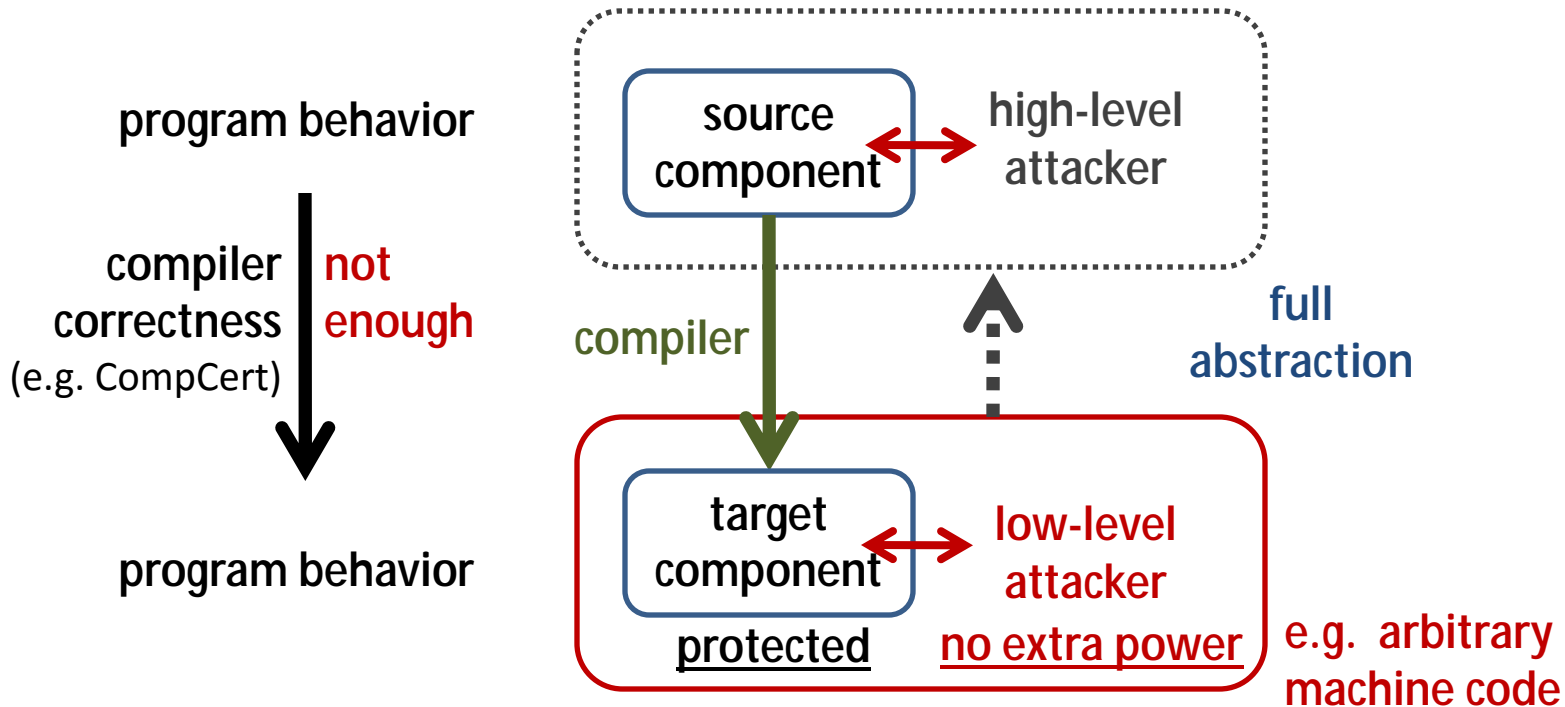 program behavior
compiler
correctness
(e.g. CompCert)
not
enough
program behavior
source
component
high-level
attacker
compiler
full
abstraction
target
component
protected
low-level
attacker
no extra power
e.g. arbitrary
machine code